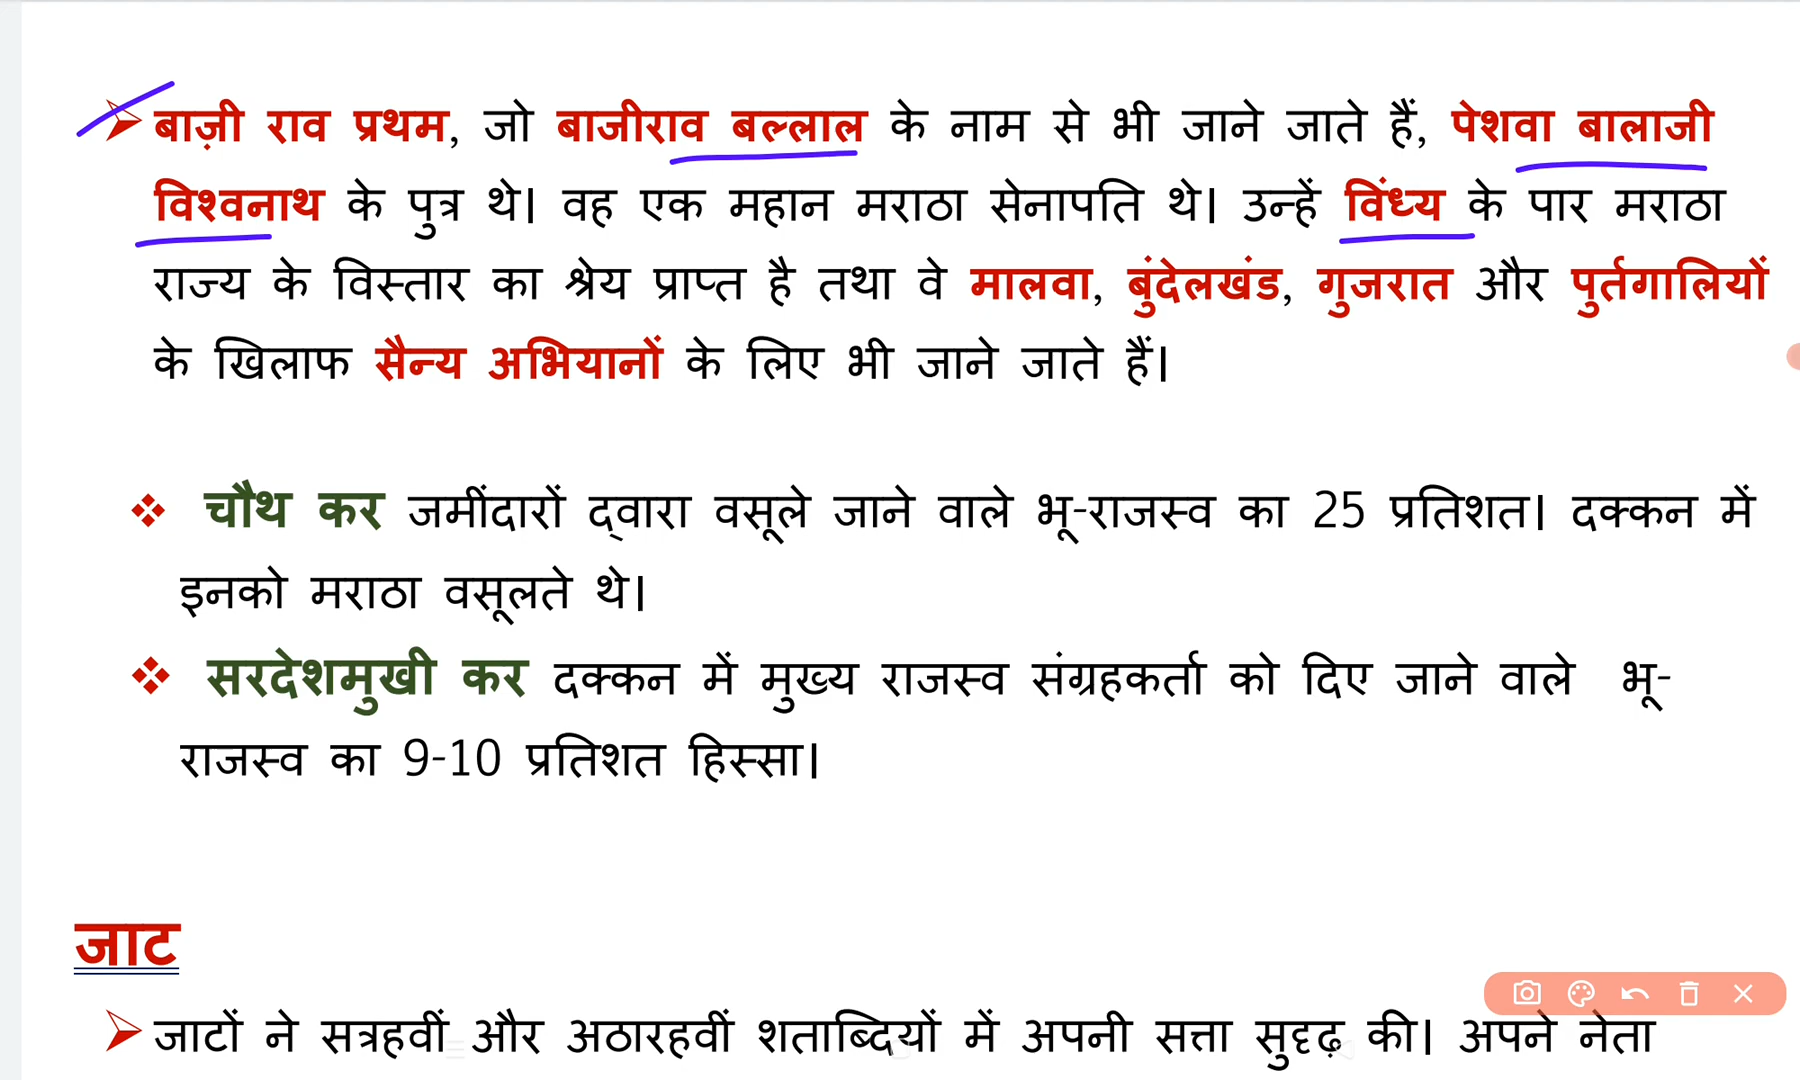 बाज़ी राव प्रथम, जो बाजीराव बल्लाल के नाम से भी जाने जाते हैं, पेशवा बालाजी
विश्वनाथ के पुत्र थे। वह एक महान मराठा सेनापति थे। उन्हें विंध्य के पार मराठा
राज्य के विस्तार का श्रेय प्राप्त है तथा वे मालवा, बुंदेलखंड, गुजरात और पुर्तगालियों
के खिलाफ सैन्य अभियानों के लिए भी जाने जाते हैं।
चौथ कर जमींदारों द्वारा वसूले जाने वाले भू-राजस्व का 25 प्रतिशत। दक्कन में
इनको मराठा वसूलते थे।
सरदेशमुखी कर दक्कन में मुख्य राजस्व संग्रहकर्ता को दिए जाने वाले भू-
राजस्व का 9-10 प्रतिशत हिस्सा।
जाट
जाटों ने सत्रहवीं और अठारहवीं शताब्दियों में अपनी सत्ता सुदृढ़ की। अपने नेता